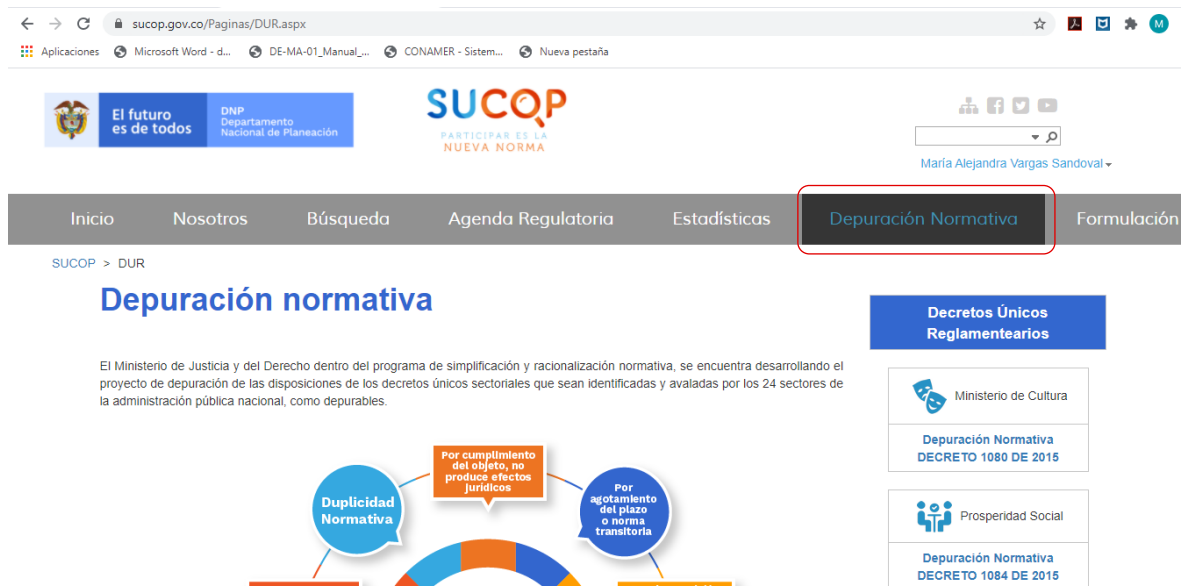 sucop.gov.co/Paginas/DUR.aspx
M
Aplicaciones
Microsoft Word - d...
DE-MA-01_Manual_...
CONAMER - Sistem...
Nueva pestaña
El futuro
es de todos
DNP
Departamento
Nacional de Planeación
SUCOP
PARTICIPAR ES LA
NUEVA NORMA
María Alejandra Vargas Sandoval
Inicio
Nosotros
Búsqueda
Agenda Regulatoria
Estadísticas
Depuración Normativa
Formulación
SUCOP > DUR
Depuración normativa
El Ministerio de Justicia y del Derecho dentro del programa de simplificación y racionalización normativa, se encuentra desarrollando el
proyecto de depuración de las disposiciones de los decretos únicos sectoriales que sean identificadas y avaladas por los 24 sectores de
la administración pública nacional, como depurables.
Duplicidad
Normativa
Por cumplimiento
del objeto, no
produce efectos
jurídicos
Por
agotamiento
del plazo
o norma
transitoria
Decretos Únicos
Reglamentearios
Ministerio de Cultura
Depuración Normativa
DECRETO 1080 DE 2015
Prosperidad Social
Depuración Normativa
DECRETO 1084 DE 2015